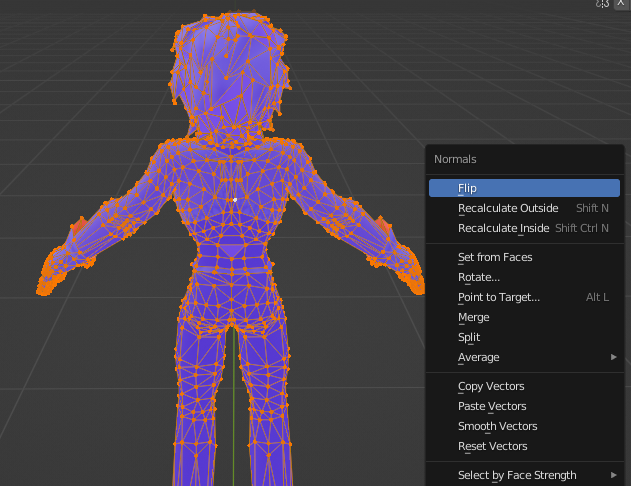 X
Normals
Flip
Recalculate Outside Shift N
Recalculate Inside Shift Ctrl N
Set from Faces
Rotate...
Point to Target... Alt L
Merge
Split
Average
Copy Vectors
Paste Vectors
Smooth Vectors
Reset Vectors
Select by Face Strength